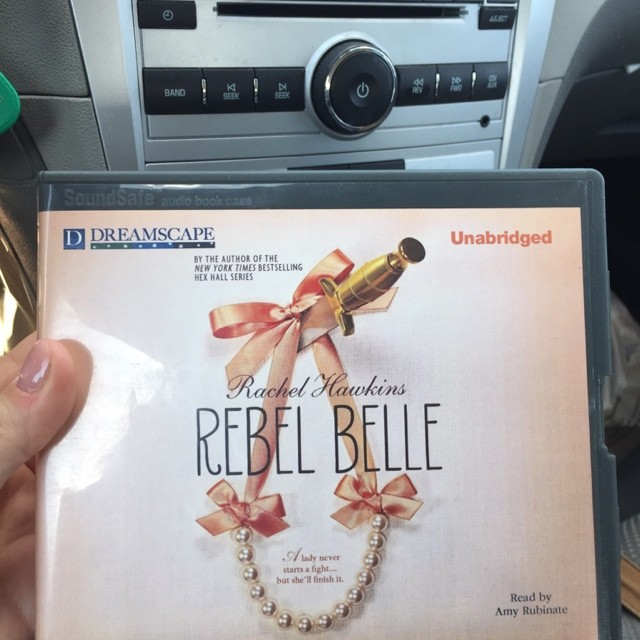 EJECT
BAND
SEEK
SEEK
REV
FWD
AUX
SoundSafe audio book case
D DREAMSCAPE
Unabridged
BY THE AUTHOR OF THE
NEW YORK TIMES BESTSELLING
HEX HALL SERIES
Rachel Hawkins
REBEL BELLE
A lady never
starts a fight...
but she'll finish it.
Read by
Amy Rubinate